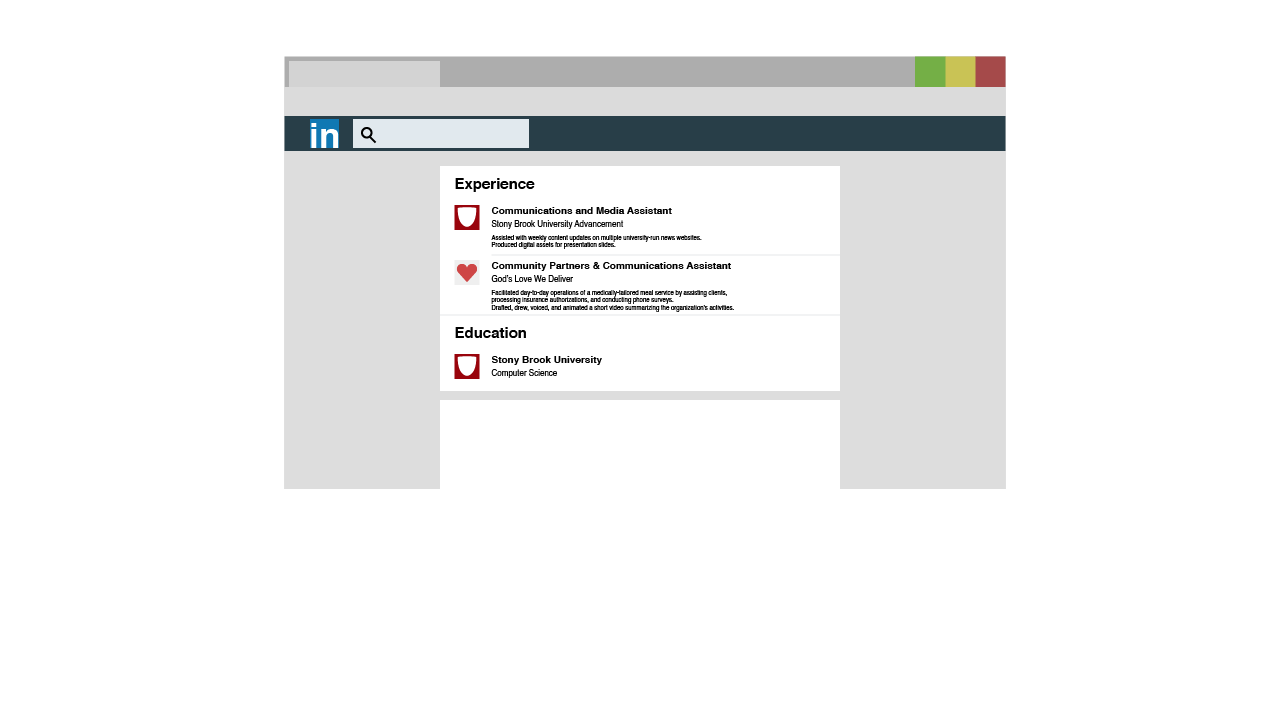 in
Experience
Communications and Media Assistant
Stony Brook University Advancement
Assisted with weekly content updates on multiple university-run news websites.
Produced digital assets for presentation slides.
Community Partners & Communications Assistant
God's Love We Deliver
Facilitated day-to-day operations of a medically-tailored meal service by assisting clients,
processing insurance authorizations, and conducting phone surveys.
Drafted, drew, voiced, and animated a short video summarizing the organization's activities.
Education
Stony Brook University
Computer Science